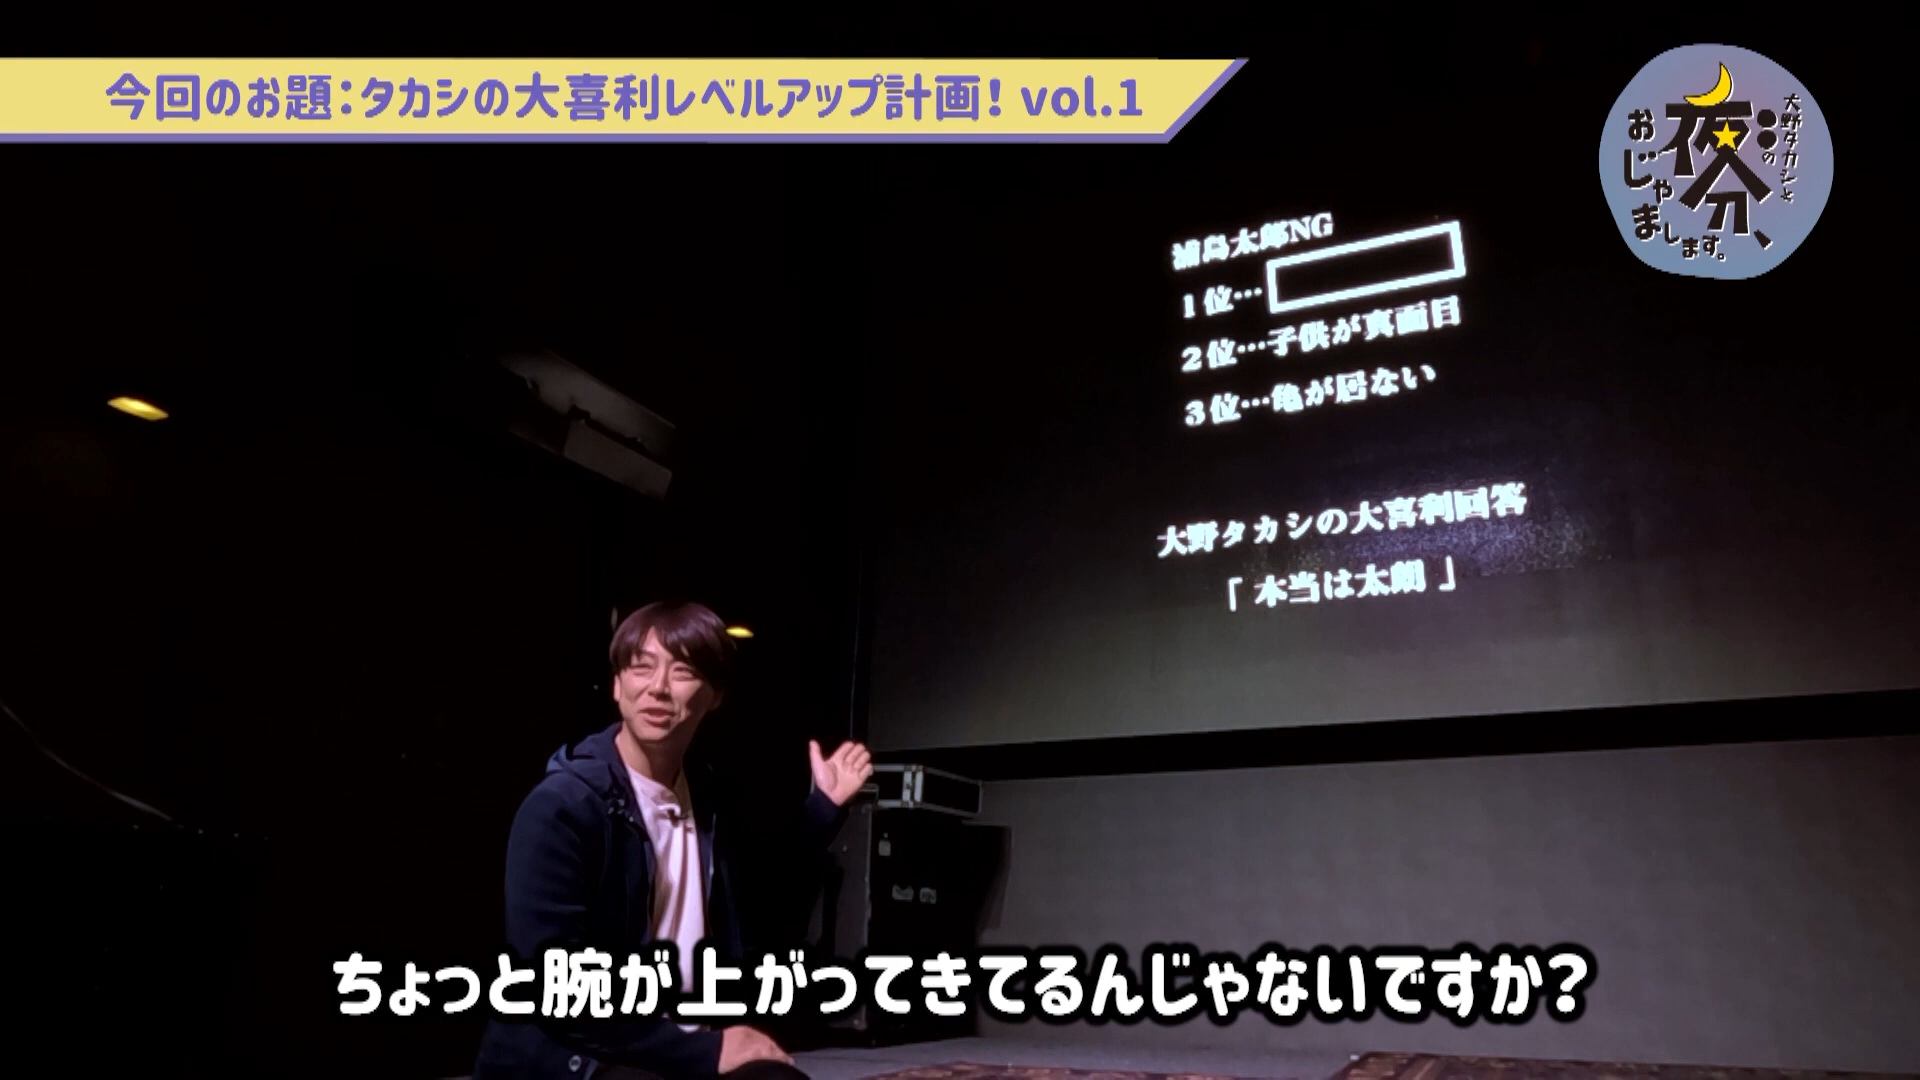 今回のお題：タカシの大喜利レベルアップ計画！ vol.1
大野タカシと
●●の
夜分、
おじゃまします。
浦島太郎NG
１位…
２位…子供が真面目
３位…亀が居ない
大野タカシの大喜利回答
「 本当は太朗 」
ちょっと腕が上がってきてるんじゃないですか？